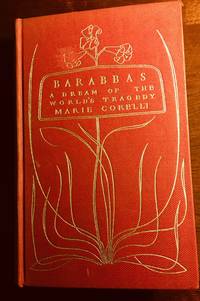 BARABBAS
A DREAM OF THE
WORLD'S TRAGEDY
MARIE CORELLI